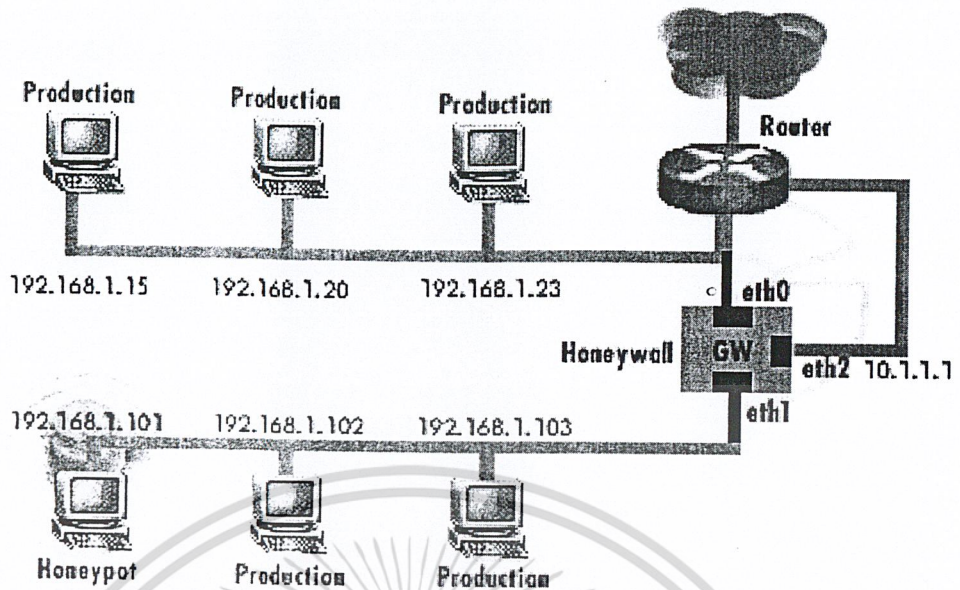 Production
Production
Production
Router
192.168.1.15
192.168.1.20
192.168.1.23
eth0
Honeywall
GW
eth2
10.1.1.1
eth1
192.168.1.101
192.168.1.102
192.168.1.103
Honeypot
Production
Production